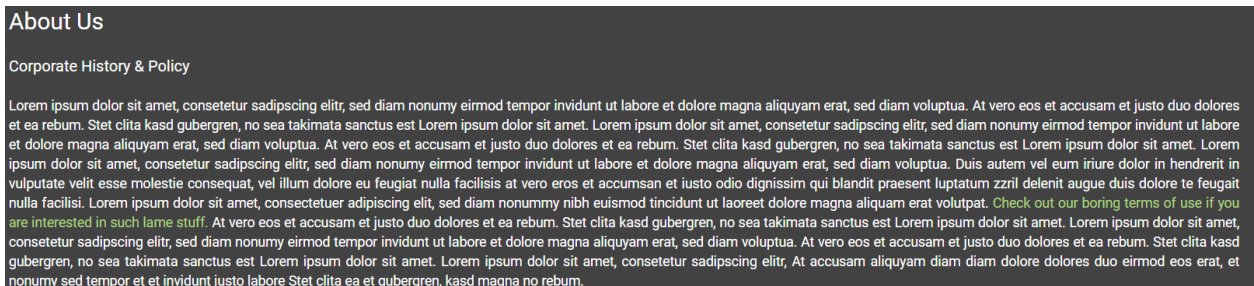 About Us
Corporate History & Policy
Lorem ipsum dolor sit amet, consetetur sadipscing elitr, sed diam nonumy eirmod tempor invidunt ut labore et dolore magna aliquyam erat, sed diam voluptua. At vero eos et accusam et justo duo dolores
et ea rebum. Stet clita kasd gubergren, no sea takimata sanctus est Lorem ipsum dolor sit amet. Lorem ipsum dolor sit amet, consetetur sadipscing elitr, sed diam nonumy eirmod tempor invidunt ut labore
et dolore magna aliquyam erat, sed diam voluptua. At vero eos et accusam et justo duo dolores et ea rebum. Stet clita kasd gubergren, no sea takimata sanctus est Lorem ipsum dolor sit amet. Lorem
ipsum dolor sit amet, consetetur sadipscing elitr, sed diam nonumy eirmod tempor invidunt ut labore et dolore magna aliquyam erat, sed diam voluptua. Duis autem vel eum iriure dolor in hendrerit in
vulputate velit esse molestie consequat, vel illum dolore eu feugiat nulla facilisis at vero eros et accumsan et iusto odio dignissim qui blandit praesent luptatum zzril delenit augue duis dolore te feugait
nulla facilisi. Lorem ipsum dolor sit amet, consectetuer adipiscing elit, sed diam nonummy nibh euismod tincidunt ut laoreet dolore magna aliquam erat volutpat. Check out our boring terms of use if you
are interested in such lame stuff. At vero eos et accusam et justo duo dolores et ea rebum. Stet clita kasd gubergren, no sea takimata sanctus est Lorem ipsum dolor sit amet. Lorem ipsum dolor sit amet,
consetetur sadipscing elitr, sed diam nonumy eirmod tempor invidunt ut labore et dolore magna aliquyam erat, sed diam voluptua. At vero eos et accusam et justo duo dolores et ea rebum. Stet clita kasd
gubergren, no sea takimata sanctus est Lorem ipsum dolor sit amet. Lorem ipsum dolor sit amet, consetetur sadipscing elitr, At accusam aliquyam diam diam dolore dolores duo eirmod eos erat, et
nonumy sed tempor et et invidunt justo labore Stet clita ea et gubergren, kasd magna no rebum.